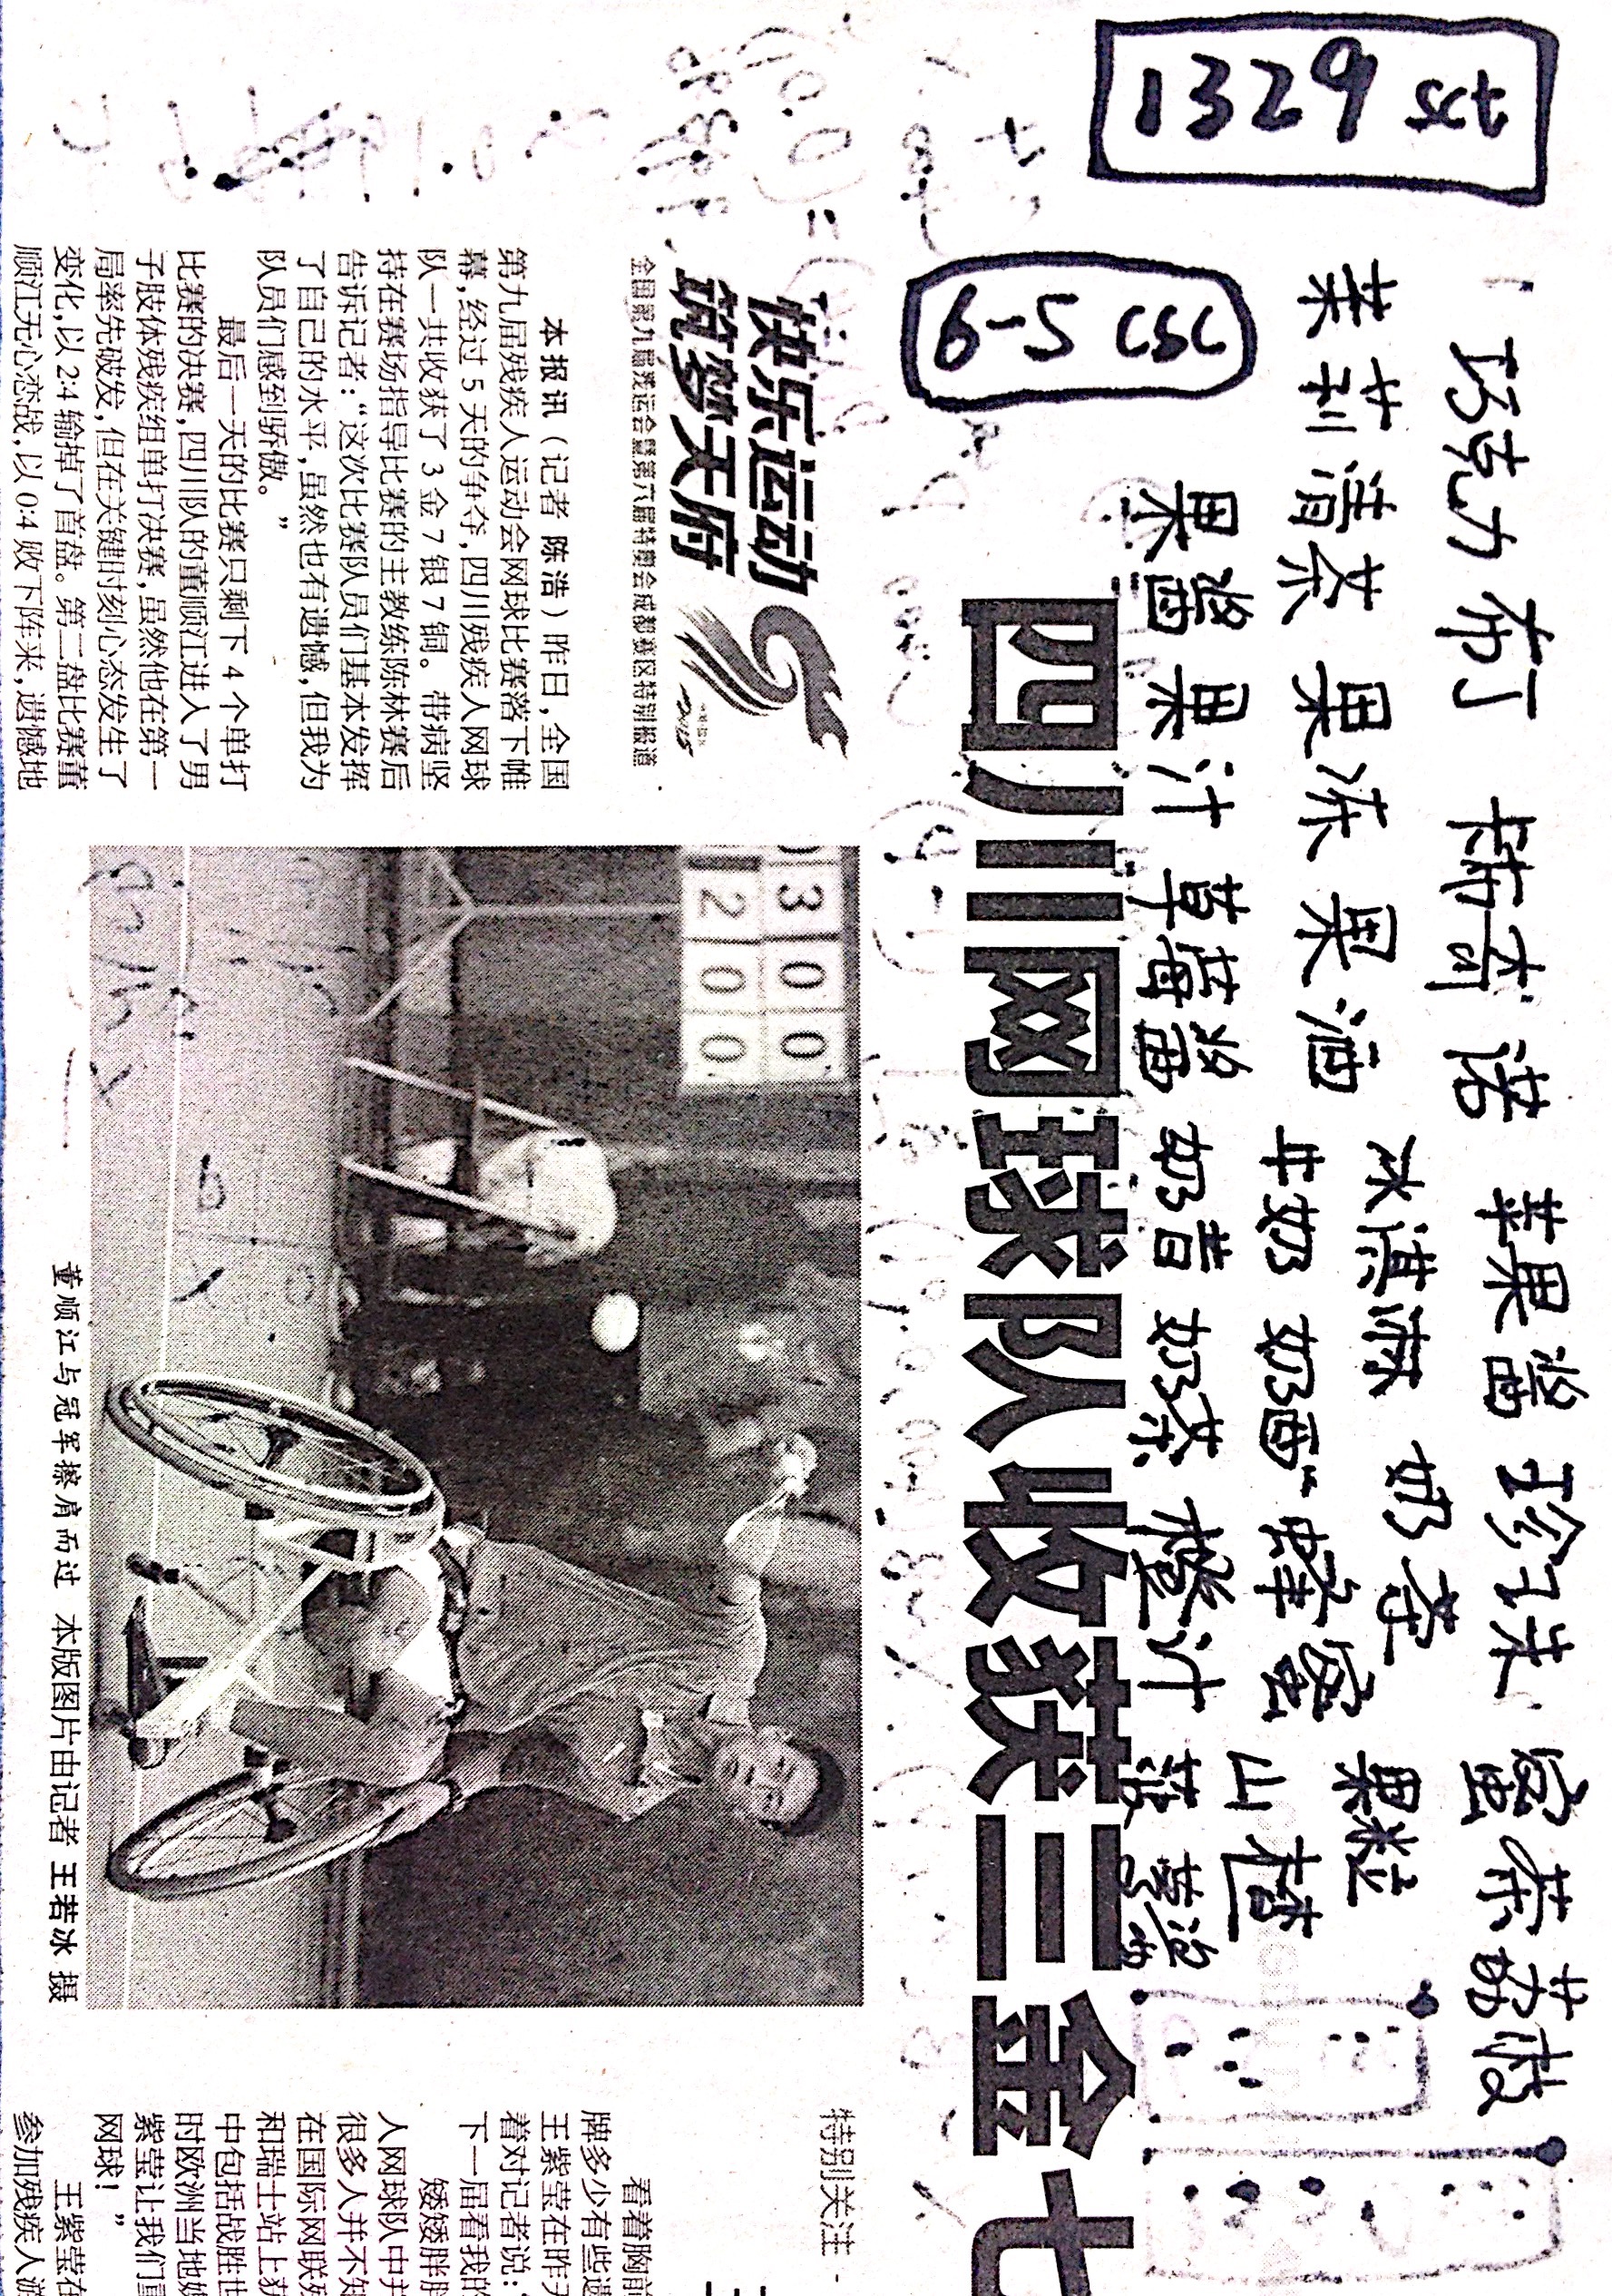 1329 sct
巧克力 布丁 卡布奇诺 苹果酱 珍珠 蜜茶 蘑菇
茉莉清茶 果冻 果滴 冰淇淋 奶茶 果粒
6-5 csc
果酱 果汁 草莓酱 牛奶 奶酱 蜂蜜 山楂
奶昔 奶茶 橙汁 菠萝
四川网球队收获三金七
快乐运动
筑梦天府
全国第九届残运会暨第六届特奥会成都赛区特别报道
本报讯（记者 陈浩）昨日，全国
第九届残疾人运动会网球比赛落下帷
幕，经过5天的争夺，四川残疾人网球
队一共收获了3金7银7铜。带病坚
持在赛场指导比赛的主教练陈林赛后
告诉记者：“这次比赛队员们基本发挥
了自己的水平，虽然也有遗憾，但我为
队员们感到骄傲。”
最后一天的比赛只剩下4个单打
比赛的决赛，四川队的董顺江进入了男
子肢体残疾组单打决赛，虽然他在第一
局率先破发，但在关键时刻心态发生了
变化，以2:4输掉了首盘。第二盘比赛董
顺江无心恋战，以0:4败下阵来，遗憾地
3 0 0
2 0 0
董顺江与冠军擦肩而过 本版图片由记者 王若冰 摄
特别关注
看着胸前
牌多少有些遗
王紫莹在昨天
着对记者说：“
下一届看我的
矮矮胖胖
人网球队中并
很多人并不知
在国际网联残
和瑞士站上获
中包括战胜世
时欧洲当地媒
紫莹让我们重
网球！”
王紫莹在
参加残疾人游